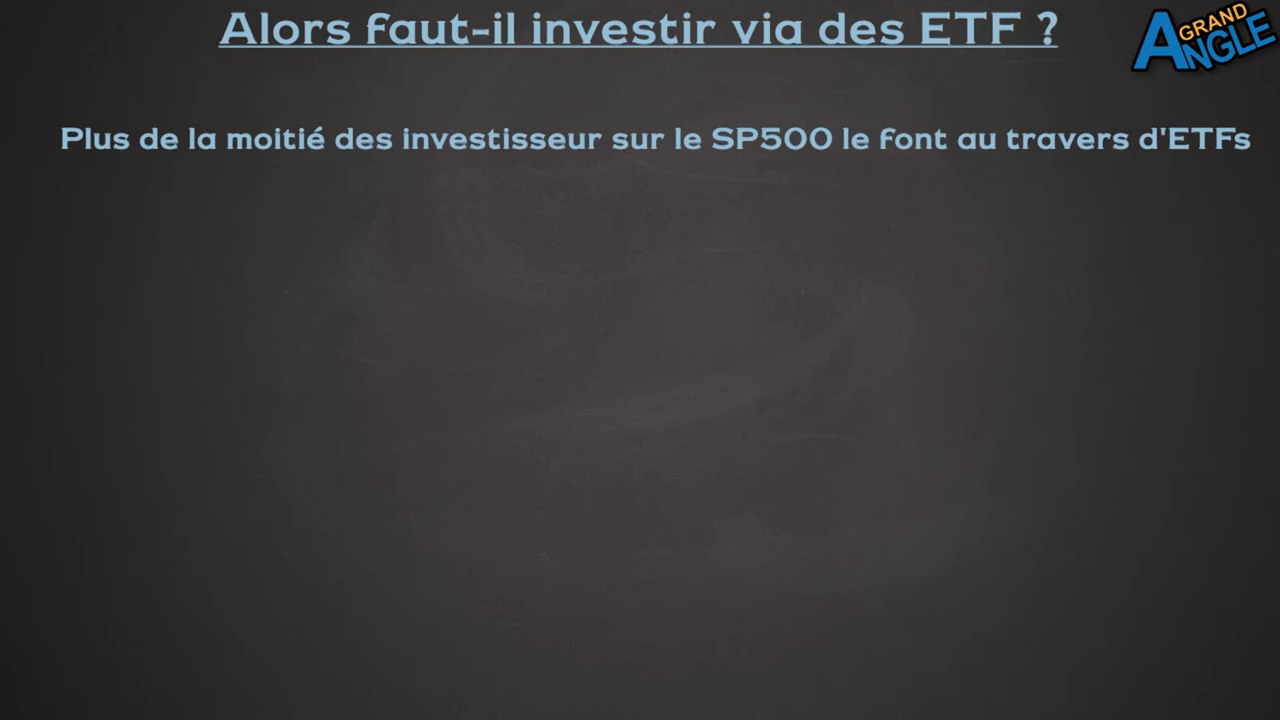 Alors faut-il investir via des ETF ?
GRAND
ANGLE
Plus de la moitié des investisseur sur le SP500 le font au travers d'ETFs